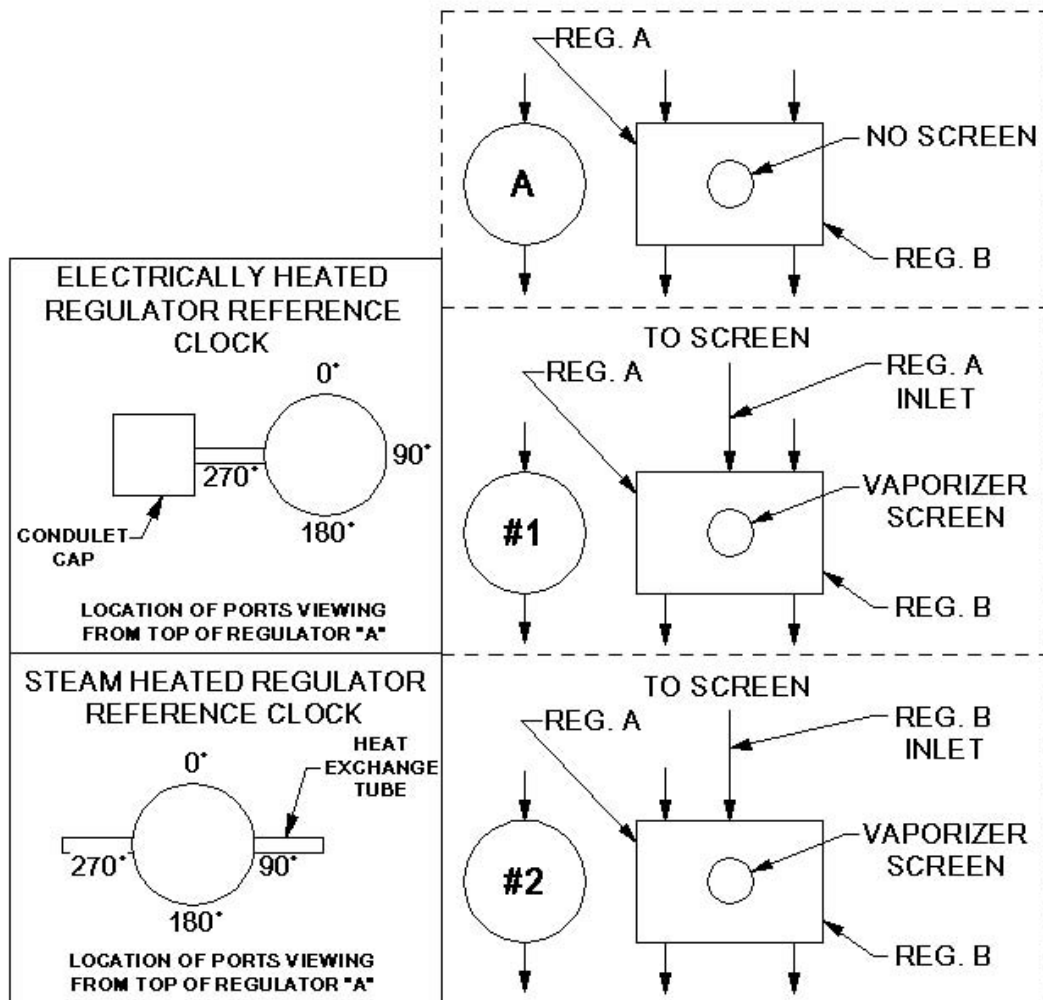 REG. A
NO SCREEN
A
REG. B
ELECTRICALLY HEATED
REGULATOR REFERENCE
CLOCK
0°
90°
270°
180°
CONDULET
CAP
LOCATION OF PORTS VIEWING
FROM TOP OF REGULATOR "A"
TO SCREEN
REG. A
REG. A
INLET
#1
VAPORIZER
SCREEN
REG. B
STEAM HEATED REGULATOR
REFERENCE CLOCK
HEAT
EXCHANGE
TUBE
0°
270°
90°
180°
LOCATION OF PORTS VIEWING
FROM TOP OF REGULATOR "A"
TO SCREEN
REG. A
REG. B
INLET
#2
VAPORIZER
SCREEN
REG. B